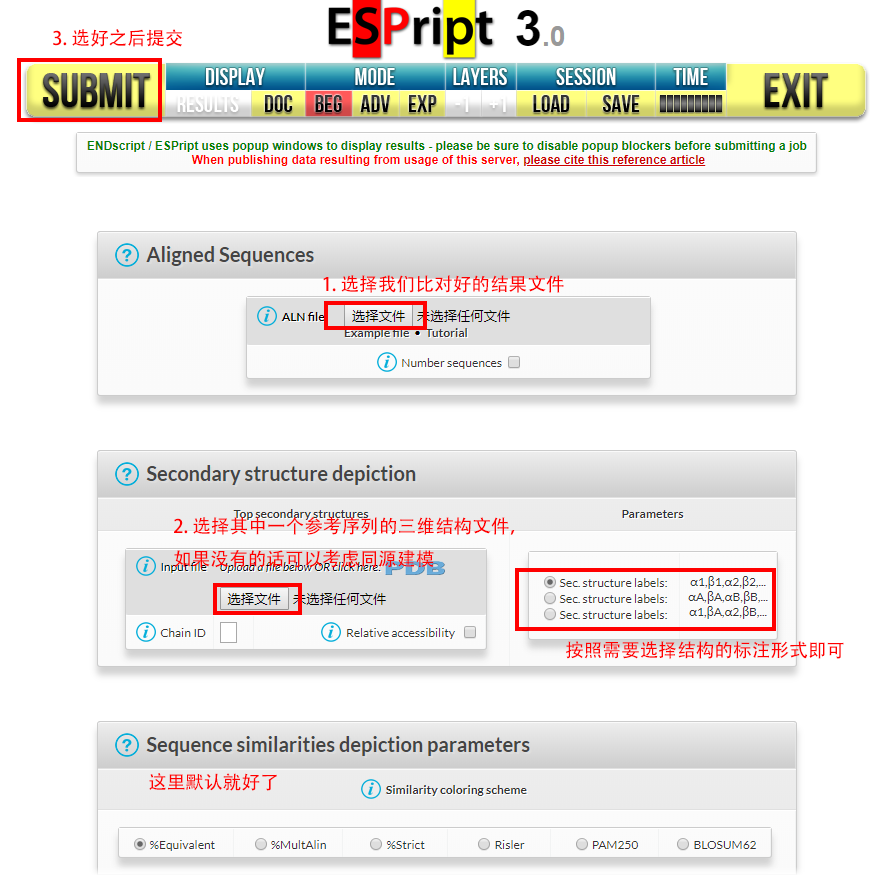 ESPript 3.0
3. 选好之后提交
SUBMIT
DISPLAY MODE LAYERS SESSION TIME
RESULTS DOC BEG ADV EXP -1 +1 LOAD SAVE
EXIT
ENDscript / ESPript uses popup windows to display results - please be sure to disable popup blockers before submitting a job
When publishing data resulting from usage of this server, please cite this reference article
? Aligned Sequences
1. 选择我们比对好的结果文件
i ALN file 选择文件 未选择任何文件
Example file • Tutorial
i Number sequences
? Secondary structure depiction
Top secondary structures Parameters
2. 选择其中一个参考序列的三维结构文件,
如果没有的话可以考虑同源建模
i Input file Upload a file below OR click here: PDB
选择文件 未选择任何文件
i Chain ID i Relative accessibility
Sec. structure labels: α1,β1,α2,β2,...
Sec. structure labels: αA,βA,αB,βB,...
Sec. structure labels: α1,βA,α2,βB,...
按照需要选择结构的标注形式即可
? Sequence similarities depiction parameters
这里默认就好了
i Similarity coloring scheme
%Equivalent %MultAlin %Strict Risler PAM250 BLOSUM62